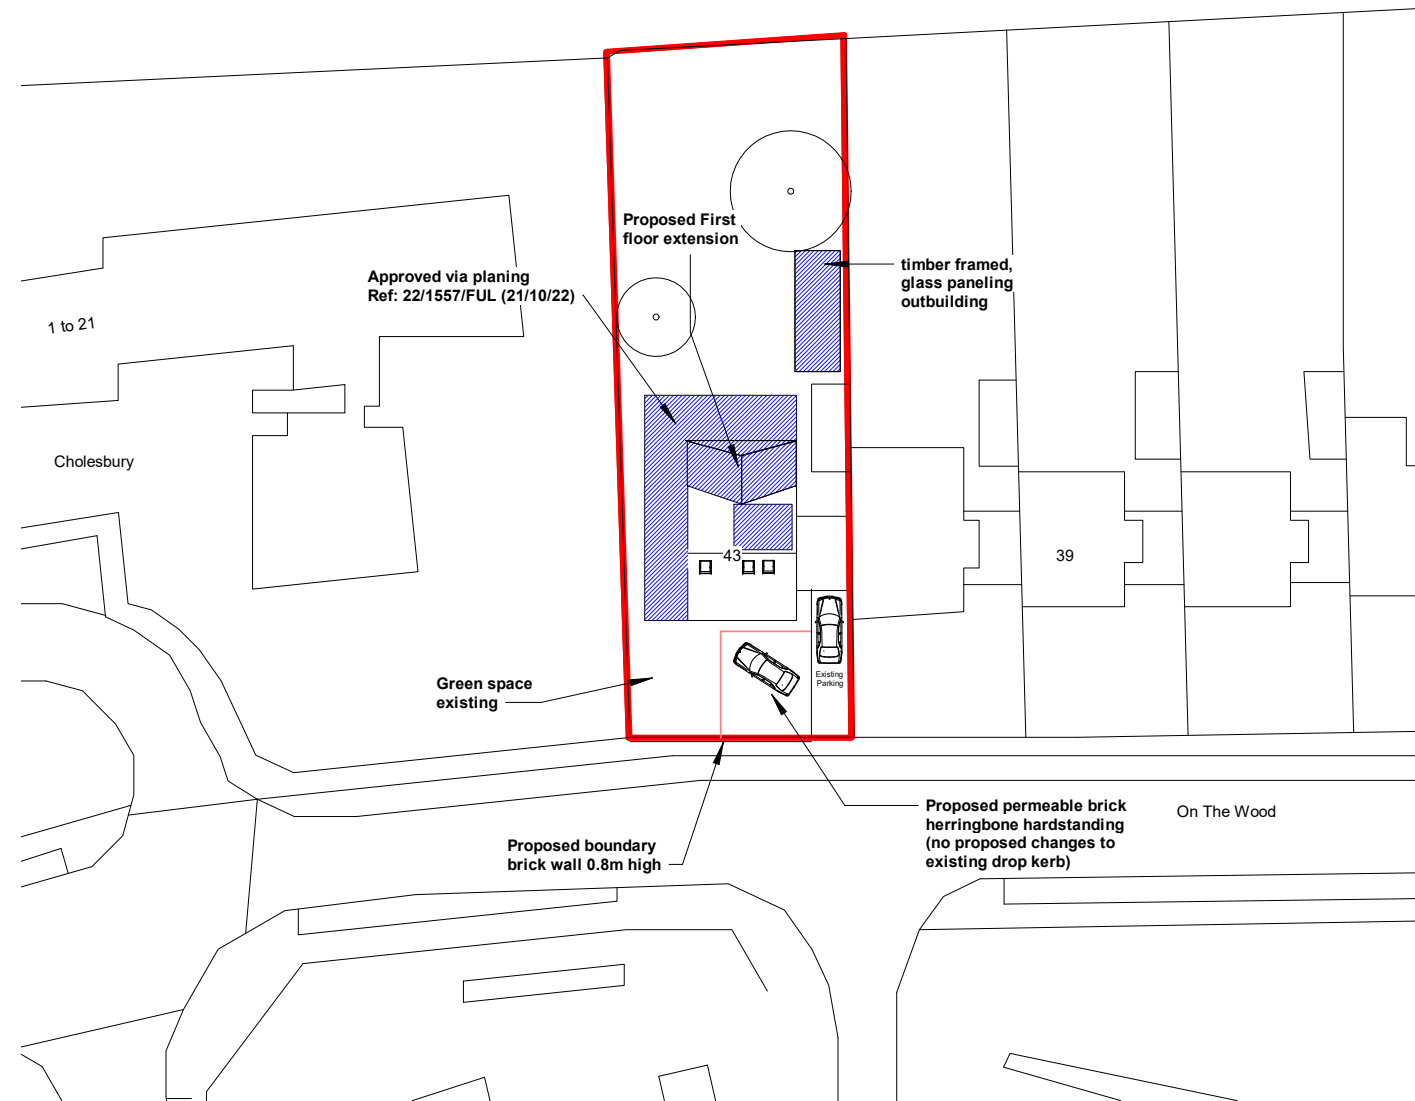 Proposed First
floor extension
Approved via planing
Ref: 22/1557/FUL (21/10/22)
timber framed,
glass paneling
outbuilding
1 to 21
Cholesbury
43
39
Existing
Parking
Green space
existing
Proposed boundary
brick wall 0.8m high
Proposed permeable brick
herringbone hardstanding
(no proposed changes to
existing drop kerb)
On The Wood